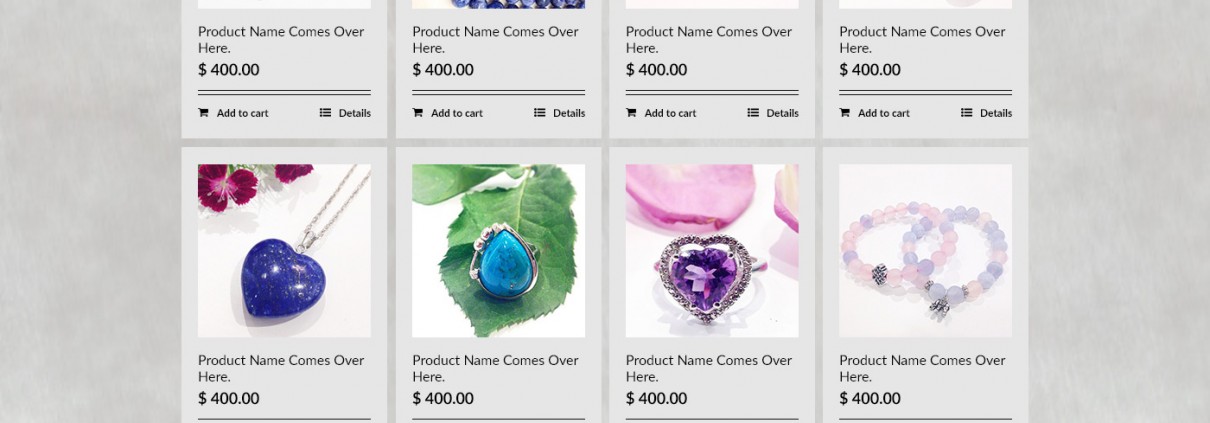 Product Name Comes Over
Here.
$ 400.00
Add to cart Details
Product Name Comes Over
Here.
$ 400.00
Add to cart Details
Product Name Comes Over
Here.
$ 400.00
Add to cart Details
Product Name Comes Over
Here.
$ 400.00
Add to cart Details
Product Name Comes Over
Here.
$ 400.00
Product Name Comes Over
Here.
$ 400.00
Product Name Comes Over
Here.
$ 400.00
Product Name Comes Over
Here.
$ 400.00